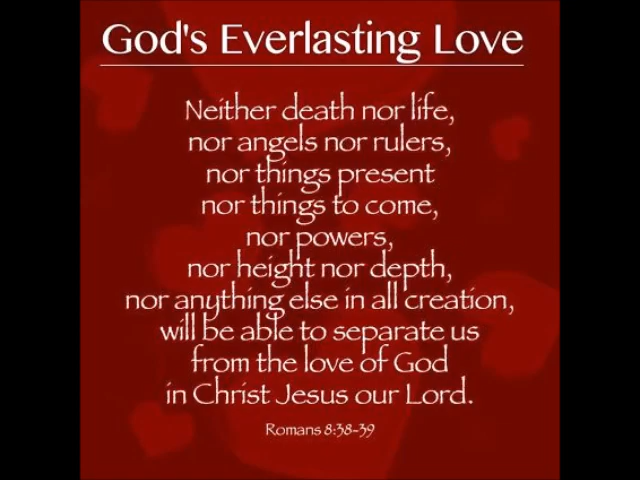 God's Everlasting Love
Neither death nor life,
nor angels nor rulers,
nor things present
nor things to come,
nor powers,
nor height nor depth,
nor anything else in all creation,
will be able to separate us
from the love of God
in Christ Jesus our Lord.
Romans 8:38-39